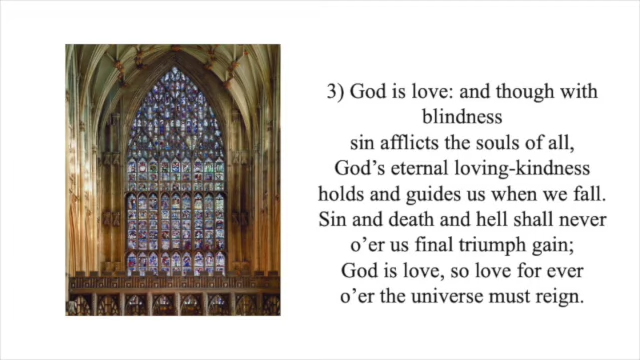 3) God is love: and though with
blindness
sin afflicts the souls of all,
God’s eternal loving-kindness
holds and guides us when we fall.
Sin and death and hell shall never
o’er us final triumph gain;
God is love, so love for ever
o’er the universe must reign.